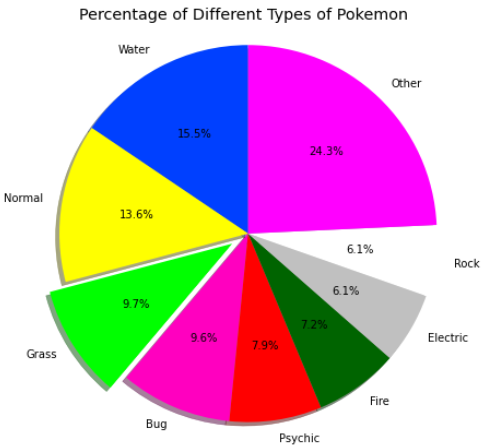 Percentage of Different Types of Pokemon
Water
15.5%
Other
24.3%
Normal
13.6%
Grass
9.7%
Bug
9.6%
Psychic
7.9%
Fire
7.2%
Electric
6.1%
Rock
6.1%